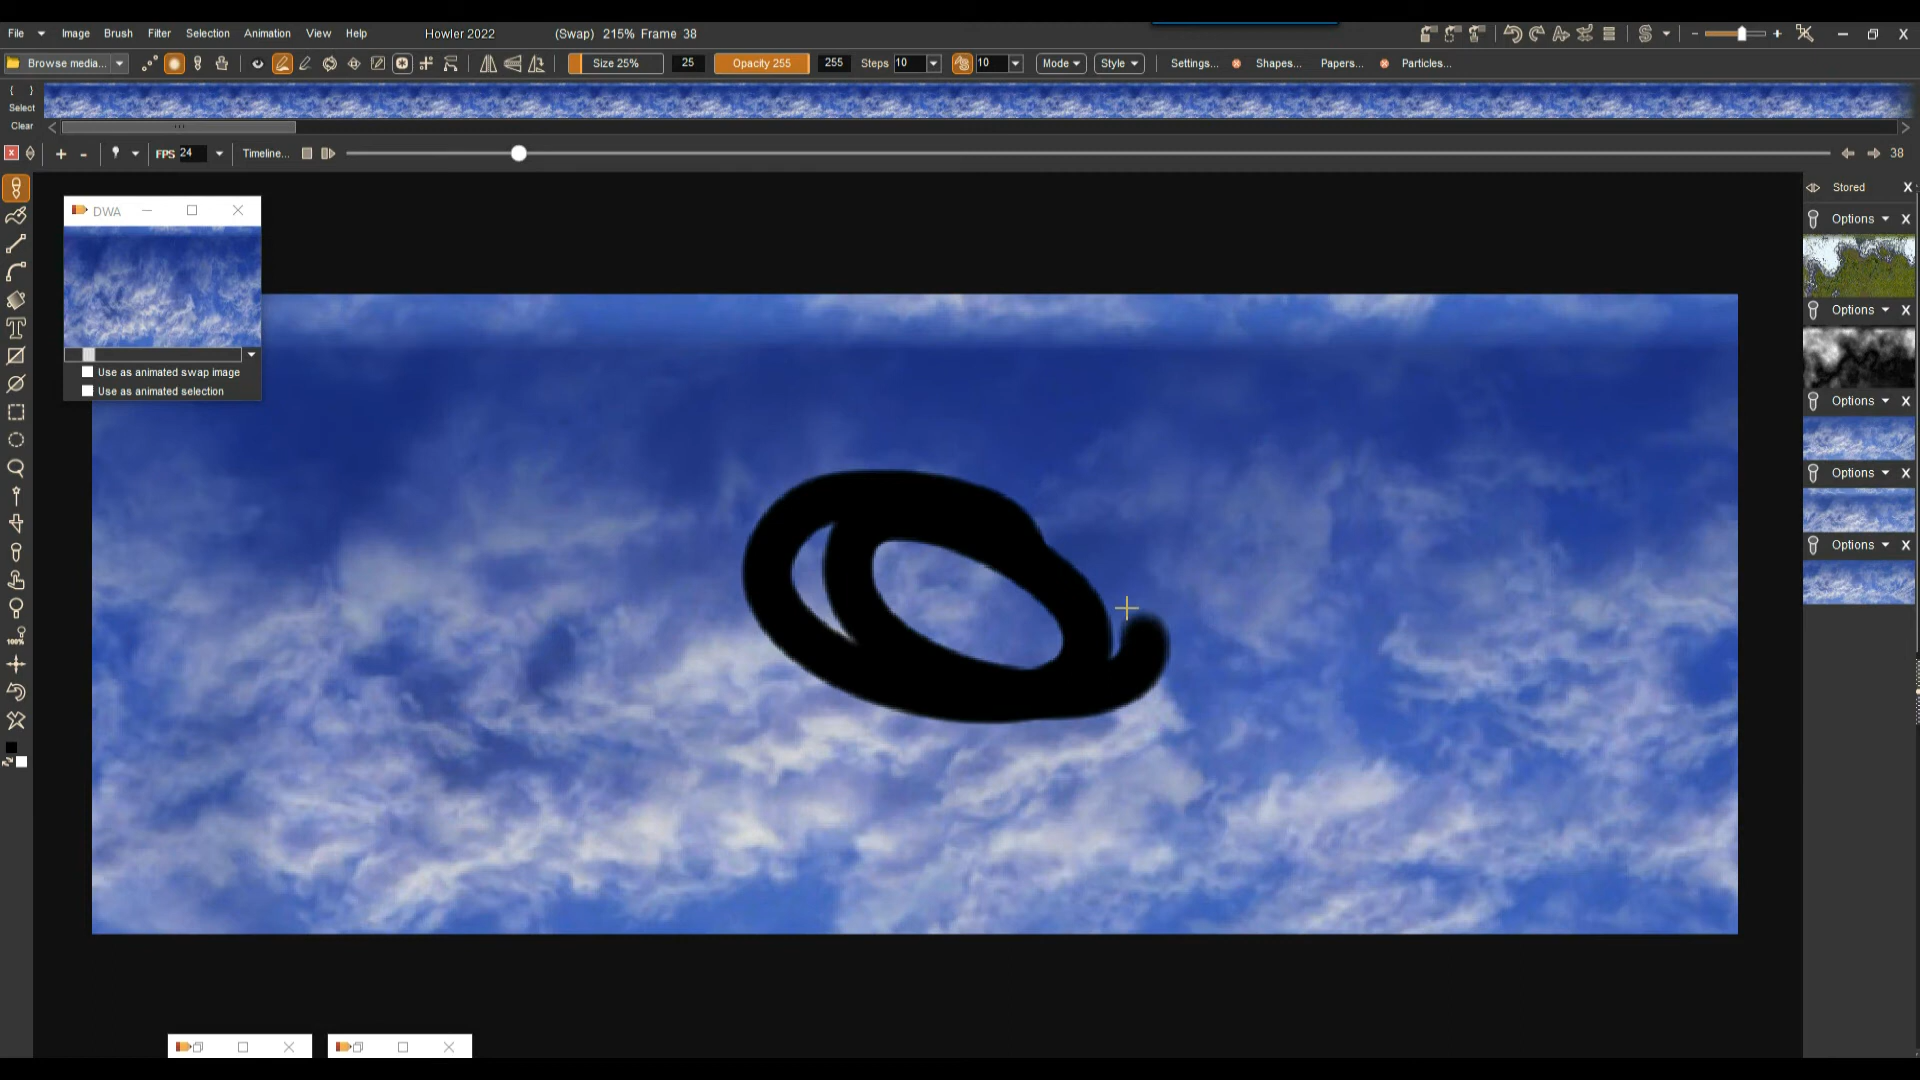 File Image Brush Filter Selection Animation View Help Howler 2022 (Swap) 215% Frame 38
Browse media... Size 25% 25 Opacity 255 255 Steps 10 10 Mode Style Settings... Shapes... Papers... Particles...
{ }
Select
Clear
+ - FPS 24 Timeline... 38
Stored X
DWA
Options X
Options X
Use as animated swap image
Use as animated selection
Options X
Options X
Options X
100%